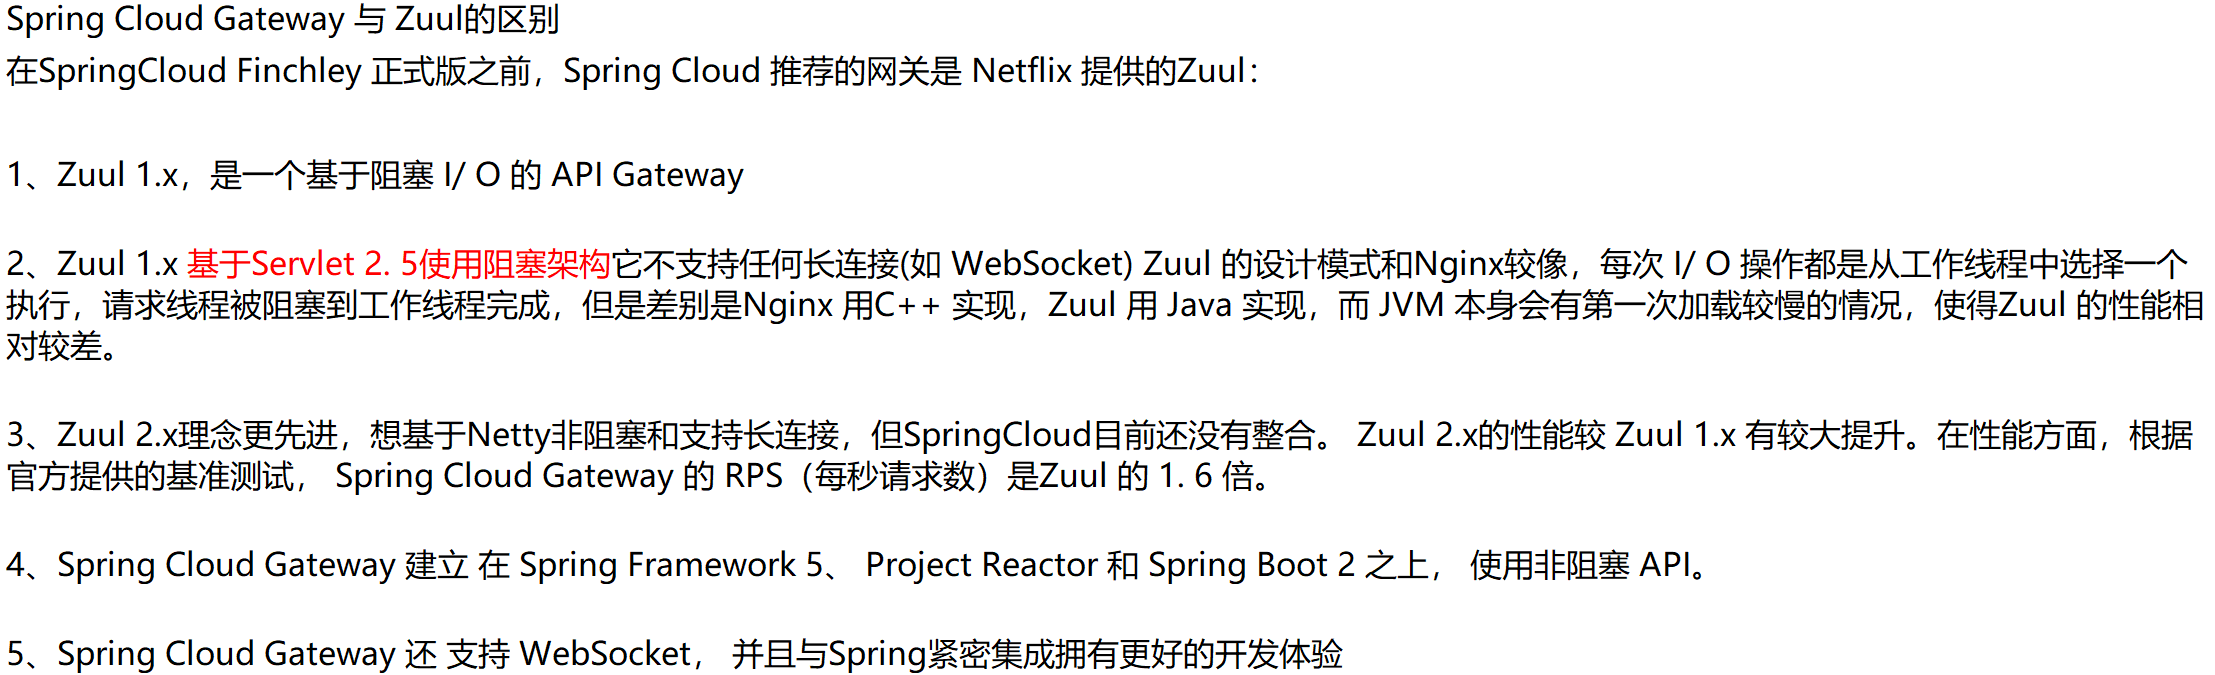 Spring Cloud Gateway 与 Zuul的区别
在SpringCloud Finchley 正式版之前，Spring Cloud 推荐的网关是 Netflix 提供的Zuul：
1、Zuul 1.x，是一个基于阻塞 I/ O 的 API Gateway
2、Zuul 1.x 基于Servlet 2. 5使用阻塞架构它不支持任何长连接(如 WebSocket) Zuul 的设计模式和Nginx较像，每次 I/ O 操作都是从工作线程中选择一个
执行，请求线程被阻塞到工作线程完成，但是差别是Nginx 用C++ 实现，Zuul 用 Java 实现，而 JVM 本身会有第一次加载较慢的情况，使得Zuul 的性能相
对较差。
3、Zuul 2.x理念更先进，想基于Netty非阻塞和支持长连接，但SpringCloud目前还没有整合。 Zuul 2.x的性能较 Zuul 1.x 有较大提升。在性能方面，根据
官方提供的基准测试， Spring Cloud Gateway 的 RPS（每秒请求数）是Zuul 的 1. 6 倍。
4、Spring Cloud Gateway 建立 在 Spring Framework 5、 Project Reactor 和 Spring Boot 2 之上， 使用非阻塞 API。
5、Spring Cloud Gateway 还 支持 WebSocket， 并且与Spring紧密集成拥有更好的开发体验